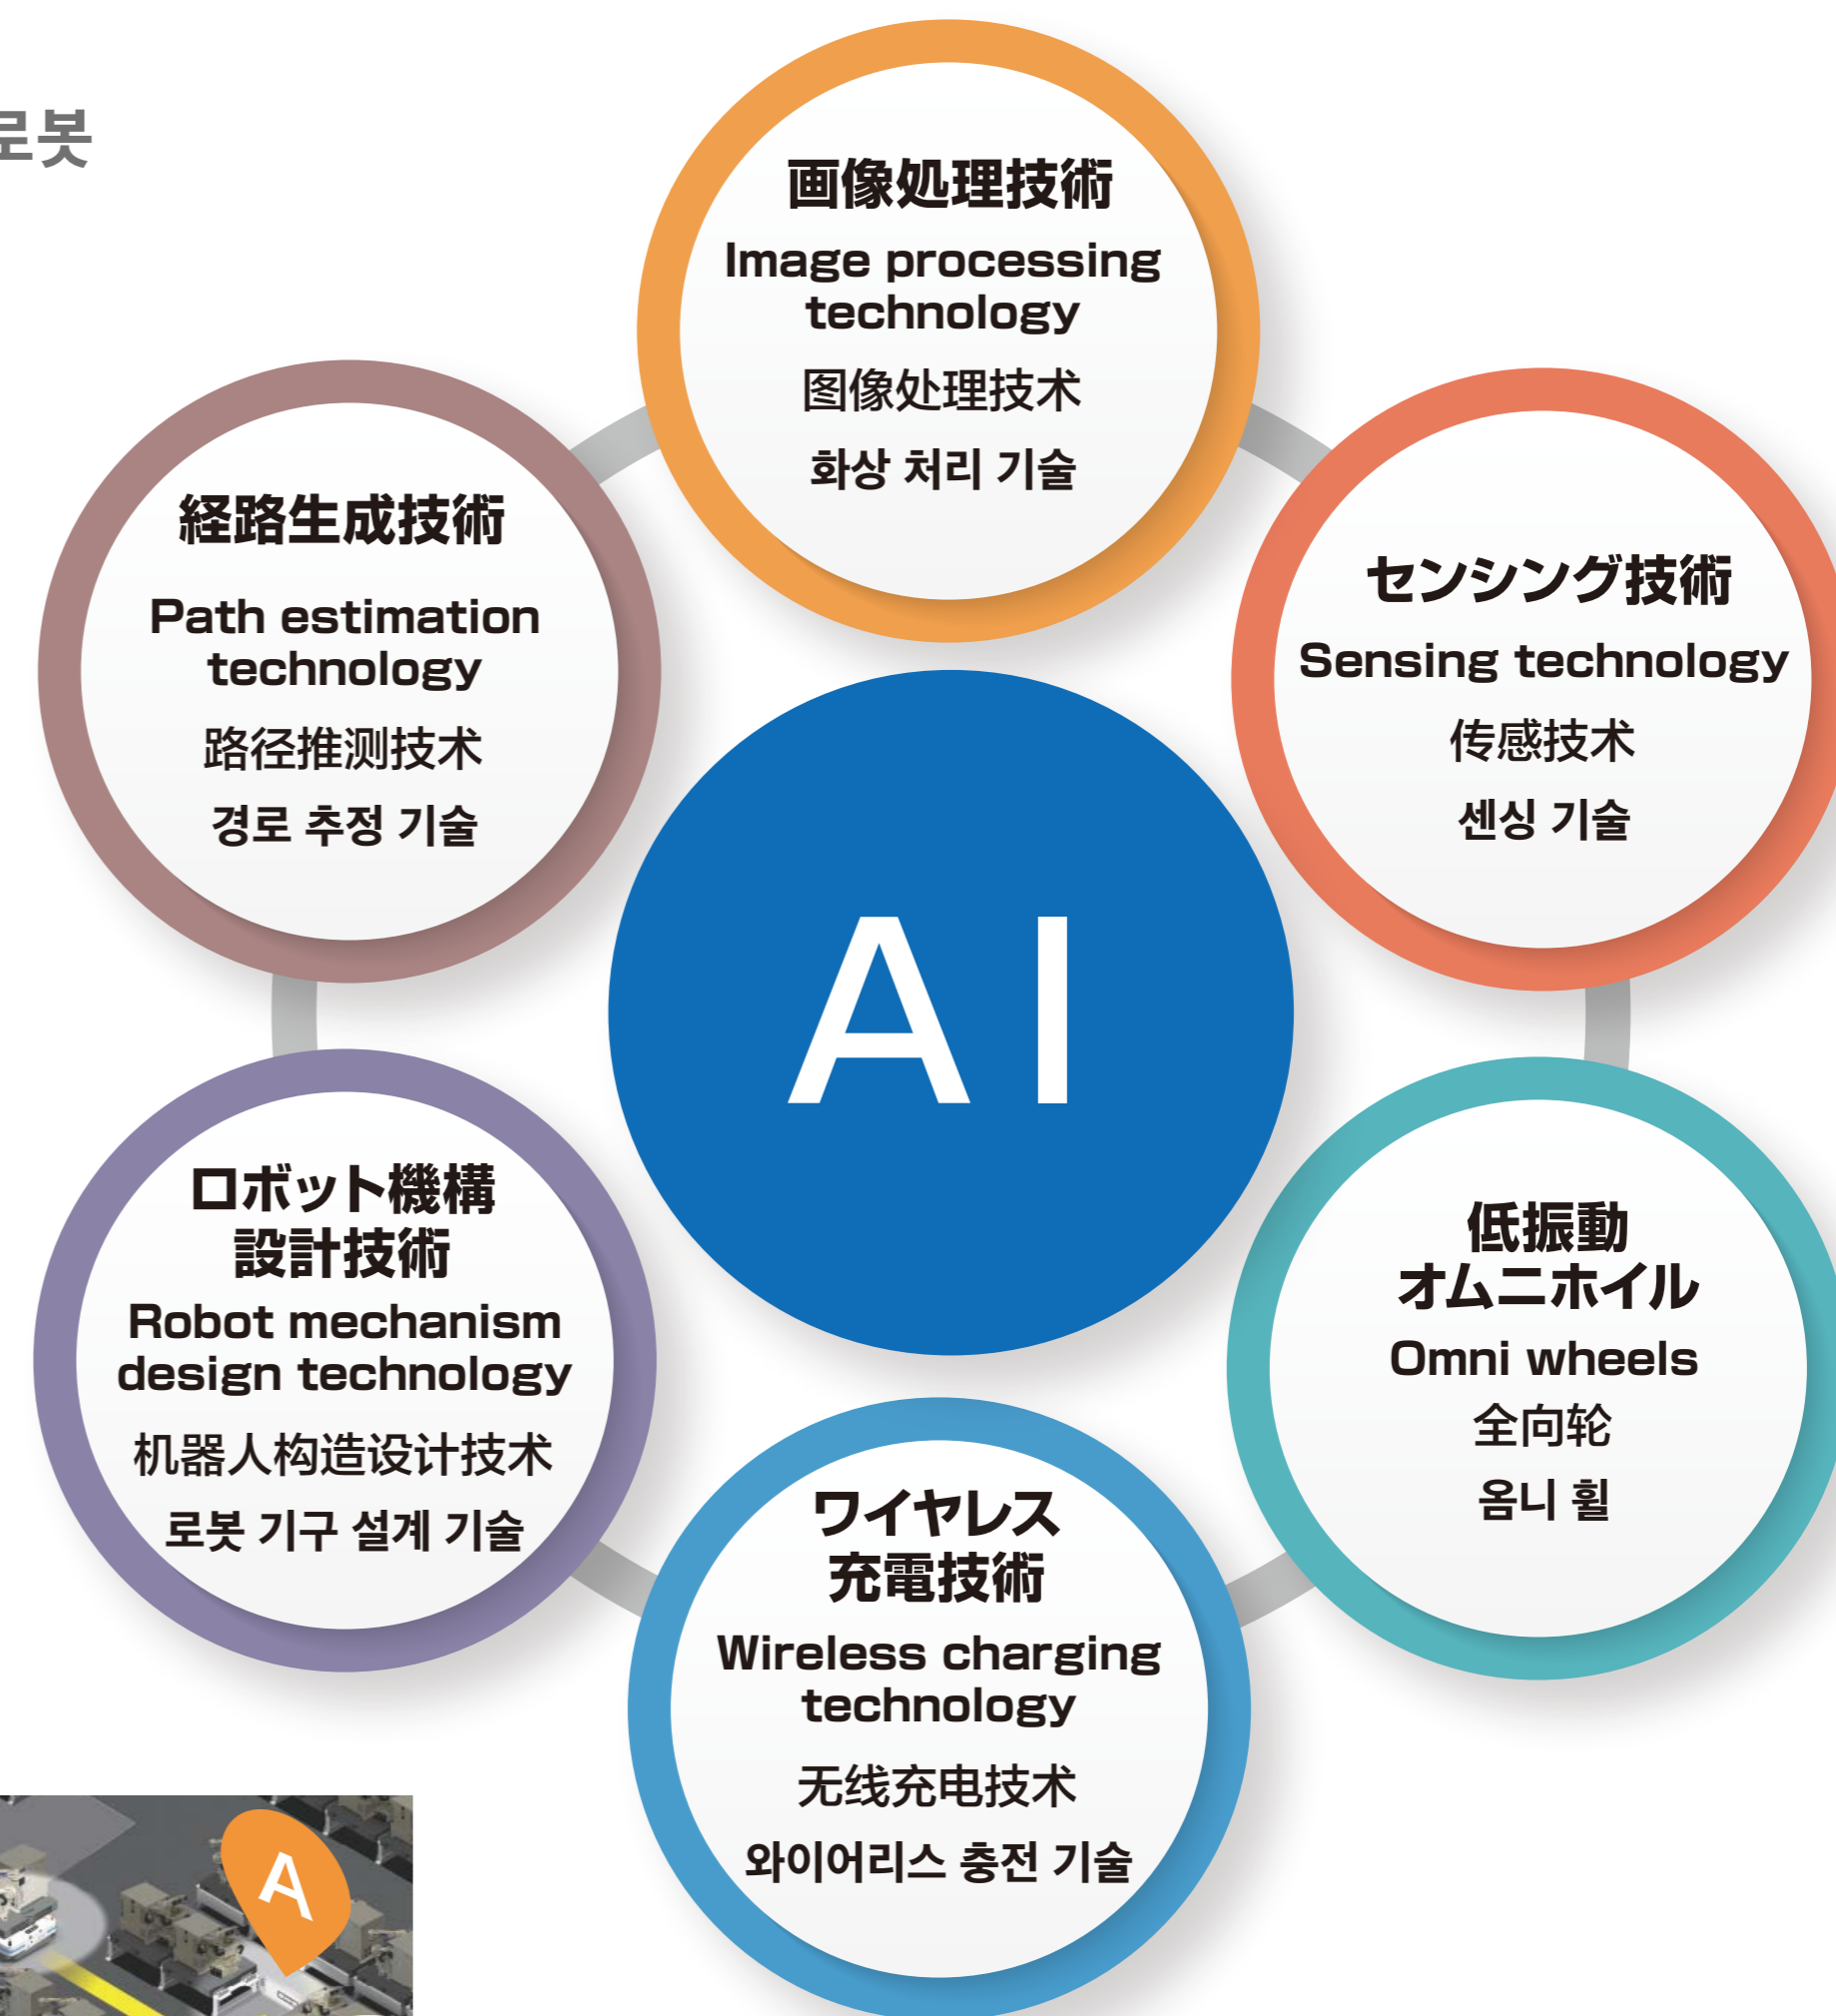 로봇
画像処理技術
Image processing
technology
图像处理技术
화상 처리 기술
経路生成技術
Path estimation
technology
路径推测技术
경로 추정 기술
センシング技術
Sensing technology
传感技术
센싱 기술
AI
ロボット機構
設計技術
Robot mechanism
design technology
机器人构造设计技术
로봇 기구 설계 기술
低振動
オムニホイル
Omni wheels
全向轮
옴니 휠
ワイヤレス
充電技術
Wireless charging
technology
无线充电技术
와이어리스 충전 기술
A